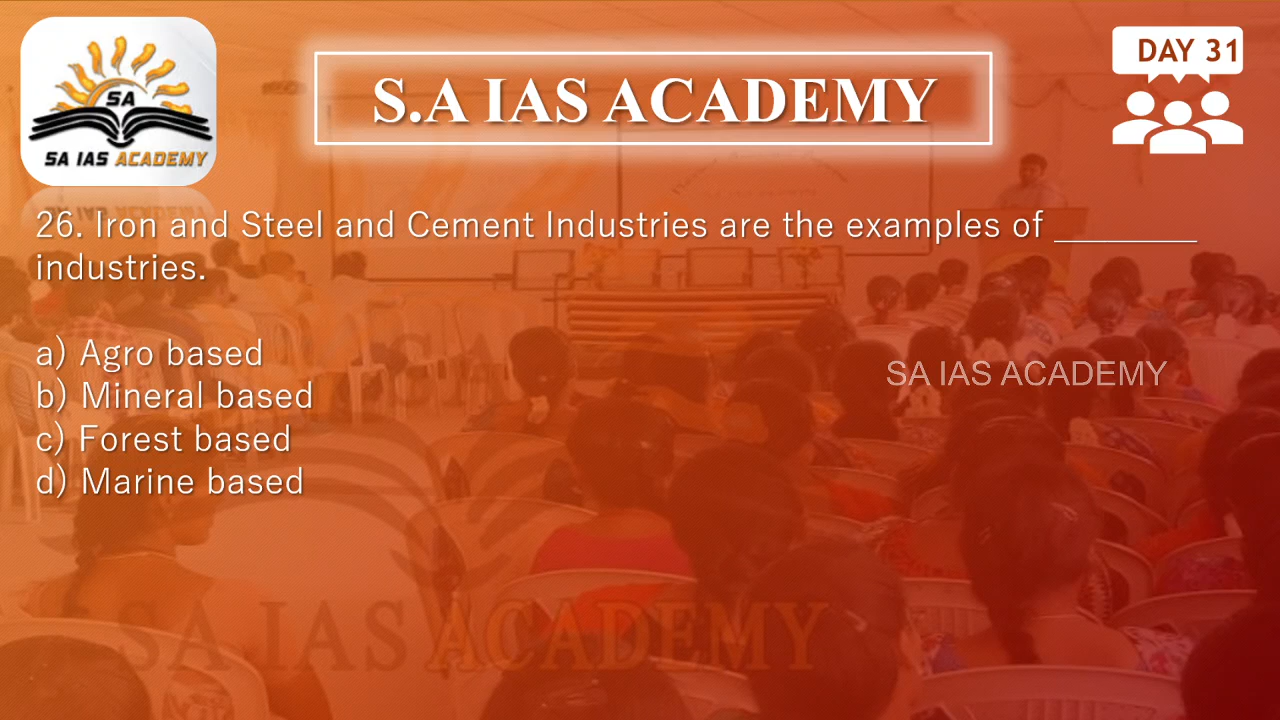 SA
SA IAS ACADEMY
S.A IAS ACADEMY
DAY 31
26. Iron and Steel and Cement Industries are the examples of ________
industries.
a) Agro based
b) Mineral based
c) Forest based
d) Marine based
SA IAS ACADEMY
SA IAS ACADEMY